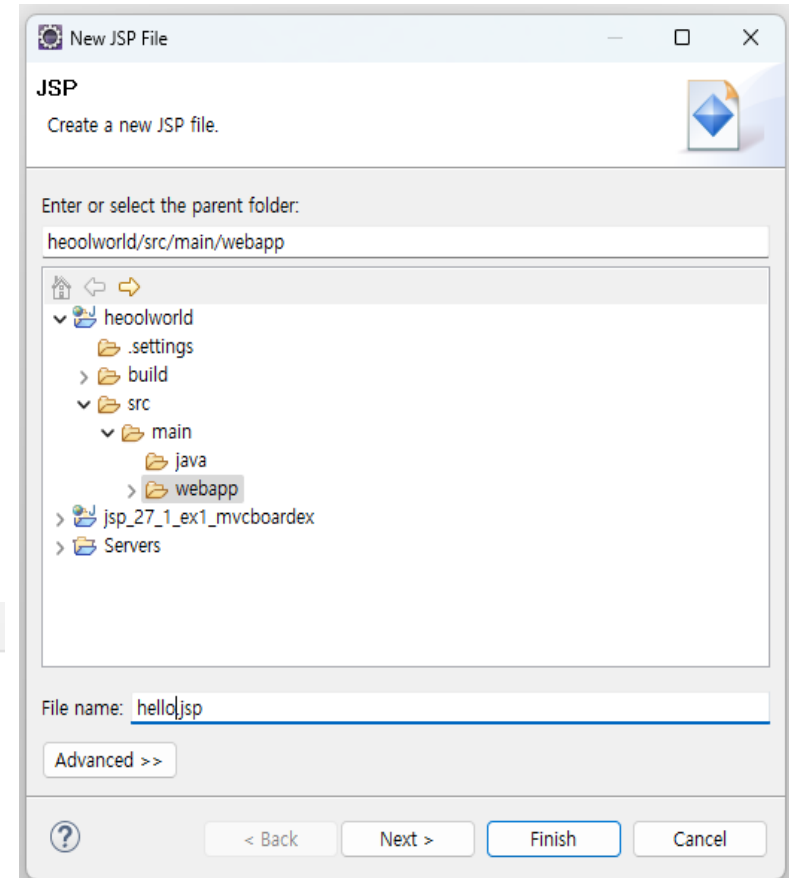 New JSP File
JSP
Create a new JSP file.
Enter or select the parent folder:
heoolworld/src/main/webapp
heoolworld
.settings
build
src
main
java
webapp
jsp_27_1_ex1_mvcboardex
Servers
File name: hello.jsp
Advanced >>
< Back Next > Finish Cancel